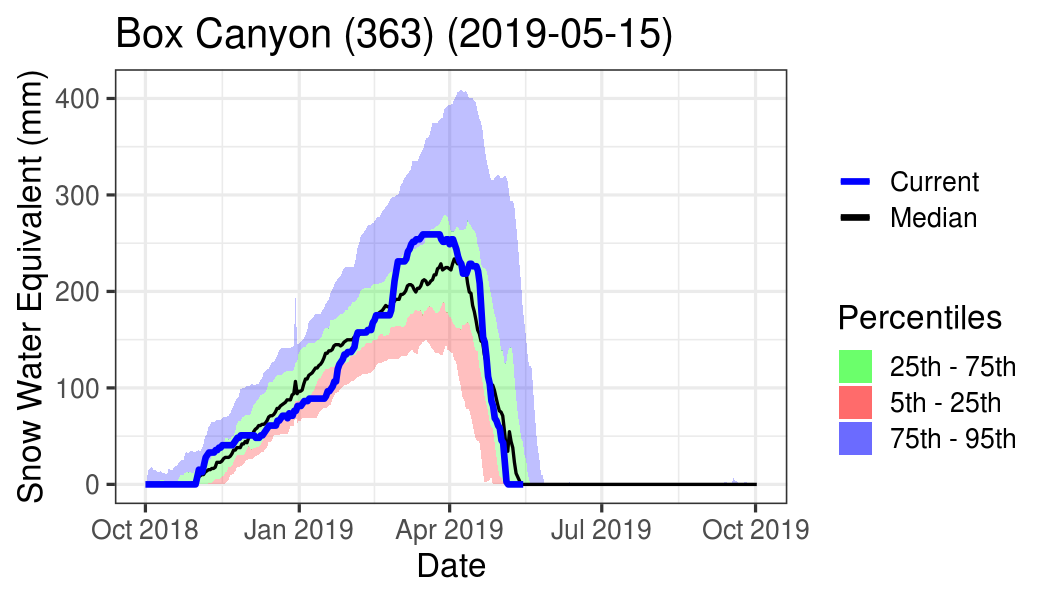 Box Canyon (363) (2019-05-15)
Snow Water Equivalent (mm)
400
300
200
100
0
Oct 2018
Jan 2019
Apr 2019
Jul 2019
Oct 2019
Date
Current
Median
Percentiles
25th - 75th
5th - 25th
75th - 95th